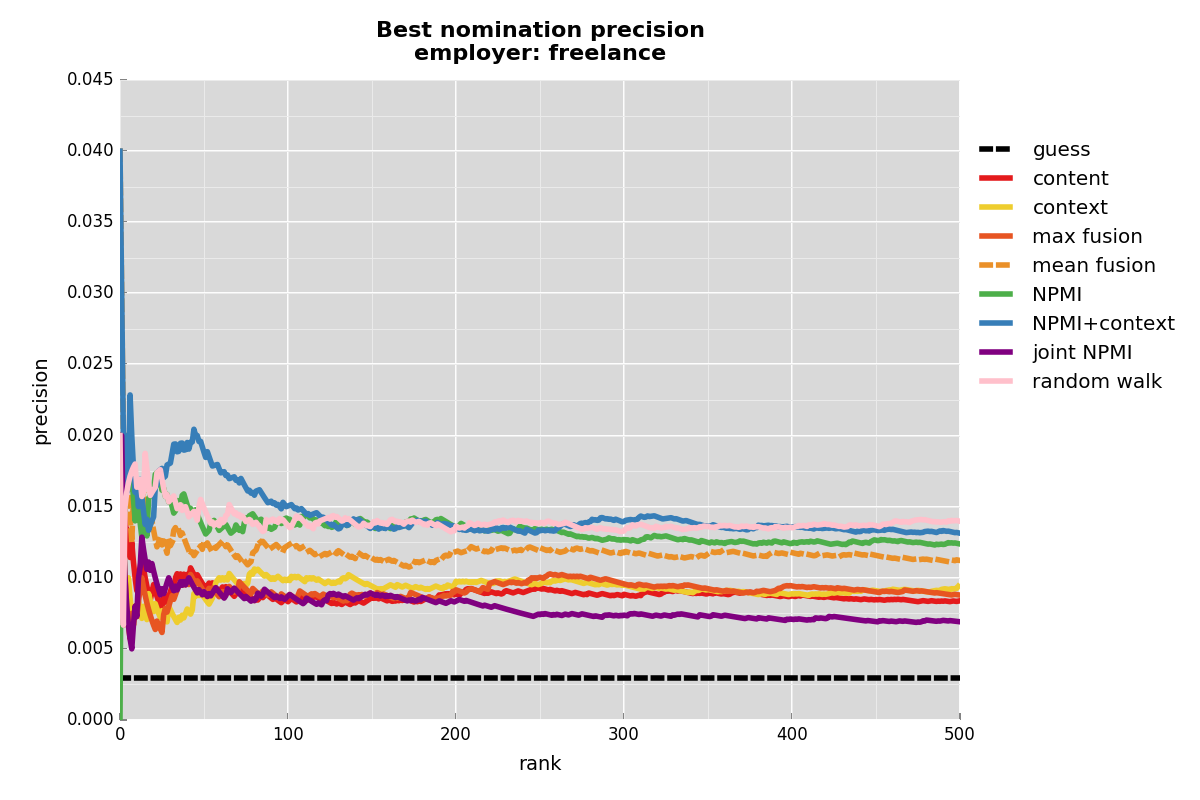 Best nomination precision
employer: freelance
0.045
0.040
0.035
0.030
0.025
0.020
0.015
0.010
0.005
0.000
precision
0 100 200 300 400 500
rank
guess
content
context
max fusion
mean fusion
NPMI
NPMI+context
joint NPMI
random walk